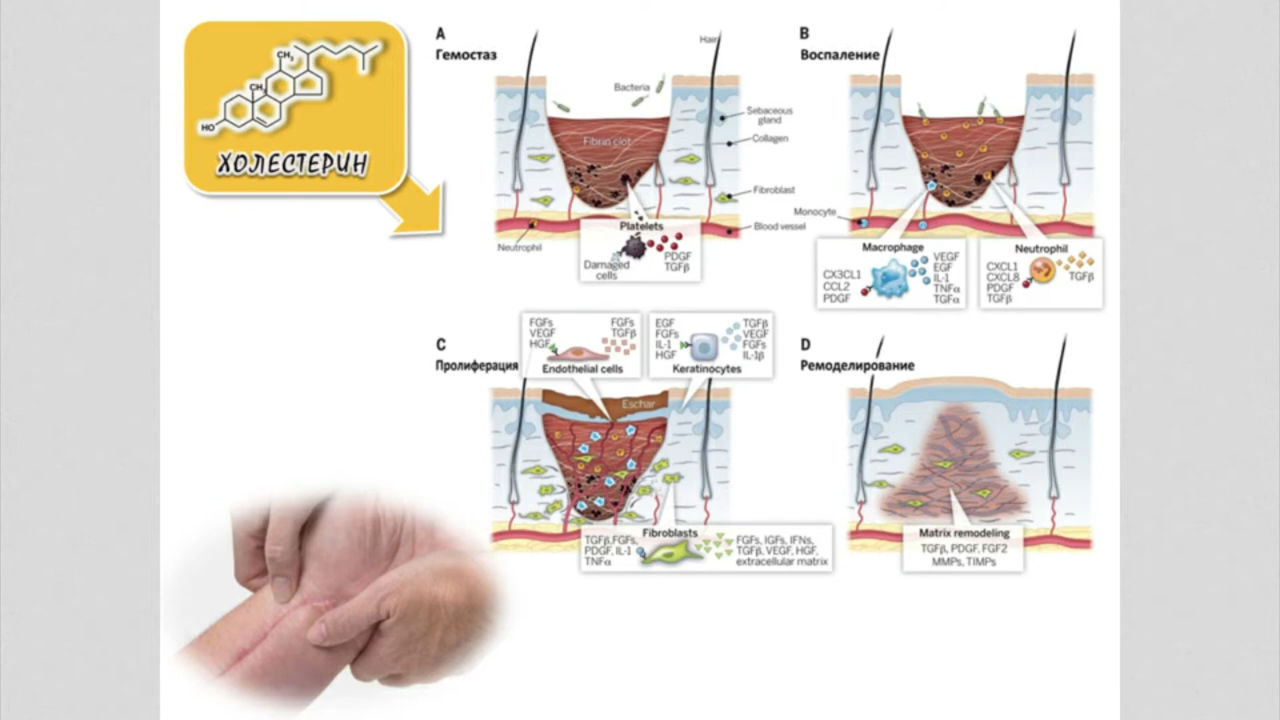 CH₃
CH₃
HO
ХОЛЕСТЕРИН
A
Гемостаз
Hair
Bacteria
Fibrin clot
Sebaceous
gland
Collagen
Fibroblast
Blood vessel
Neutrophil
Platelets
Damaged
cells
PDGF
TGFβ
B
Воспаление
Monocyte
Macrophage
CX3CL1
CCL2
PDGF
VEGF
EGF
IL-1
TNFα
TGFα
Neutrophil
CXCL1
CXCL8
PDGF
TGFβ
TGFβ
C
Пролиферация
FGFs
VEGF
HGF
FGFs
TGFβ
Endothelial cells
EGF
FGFs
IL-1
HGF
TGFβ
VEGF
FGFs
IL-1β
Keratinocytes
Eschar
Fibroblasts
TGFβ,FGFs,
PDGF, IL-1
TNFα
FGFs, IGFs, IFNs,
TGFβ, VEGF, HGF,
extracellular matrix
D
Ремоделирование
Matrix remodeling
TGFβ, PDGF, FGF2
MMPs, TIMPs